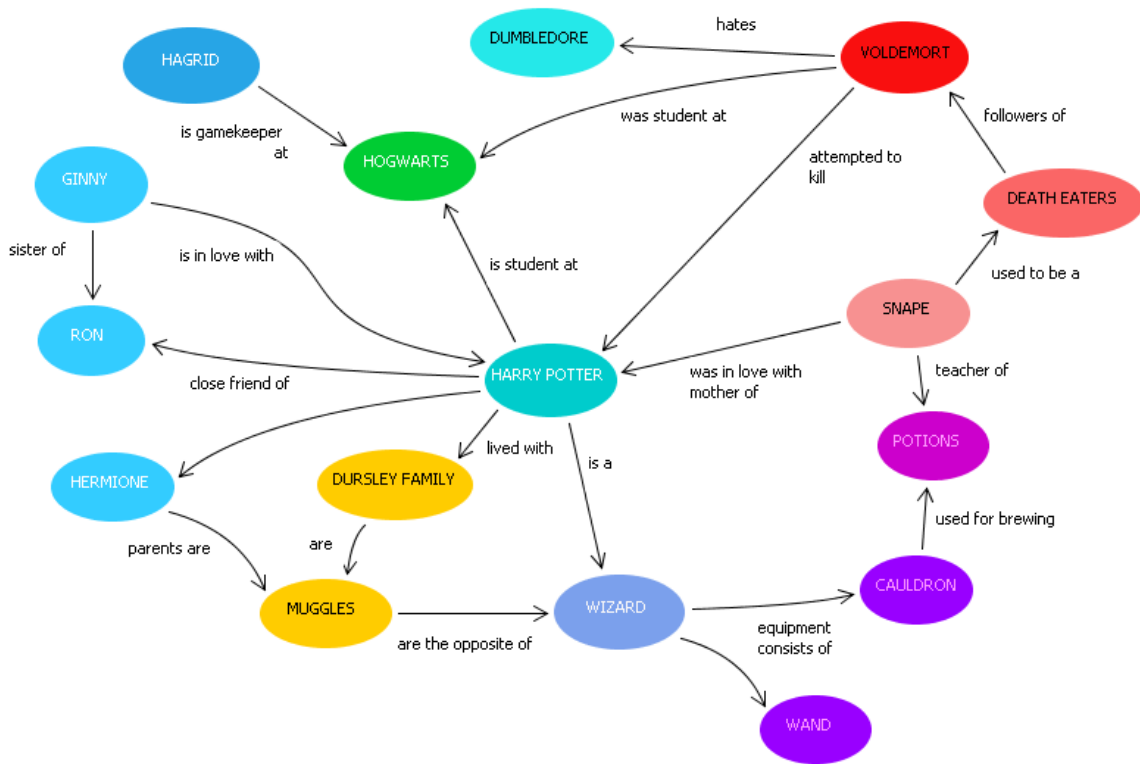 hates
DUMBLEDORE
VOLDEMORT
HAGRID
followers of
was student at
is gamekeeper
at
HOGWARTS
attempted to
kill
GINNY
DEATH EATERS
sister of
is in love with
is student at
used to be a
SNAPE
RON
HARRY POTTER
was in love with
mother of
teacher of
close friend of
lived with
POTIONS
is a
HERMIONE
DURSLEY FAMILY
used for brewing
parents are
are
CAULDRON
MUGGLES
WIZARD
equipment
consists of
are the opposite of
WAND